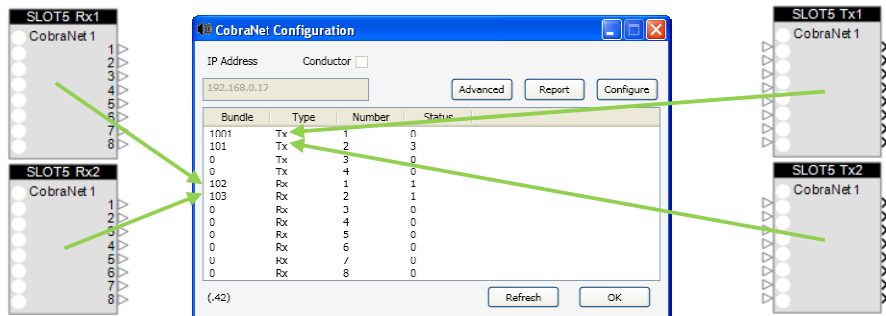 SLOT5 Rx1
CobraNet 1
1
2
3
4
5
6
7
8
SLOT5 Rx2
CobraNet 1
1
2
3
4
5
6
7
8
CobraNet Configuration
IP Address Conductor
192.168.0.17
Advanced Report Configure
Bundle Type Number Status
1001 Tx 1 0
101 Tx 2 3
0 Tx 3 0
0 Tx 4 0
102 Rx 1 1
103 Rx 2 1
0 Rx 3 0
0 Rx 4 0
0 Rx 5 0
0 Rx 6 0
0 Rx 7 0
0 Rx 8 0
(.42) Refresh OK
SLOT5 Tx1
CobraNet 1
SLOT5 Tx2
CobraNet 1